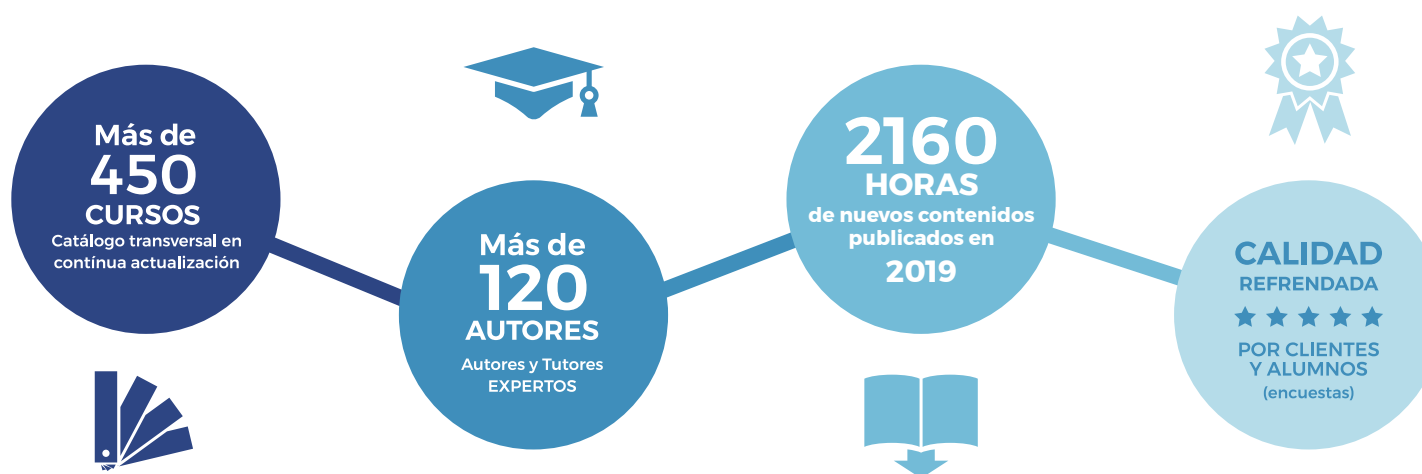 Más de
450
CURSOS
Catálogo transversal en
contínua actualización
Más de
120
AUTORES
Autores y Tutores
EXPERTOS
2160
HORAS
de nuevos contenidos
publicados en
2019
CALIDAD
REFRENDADA
POR CLIENTES
Y ALUMNOS
(encuestas)